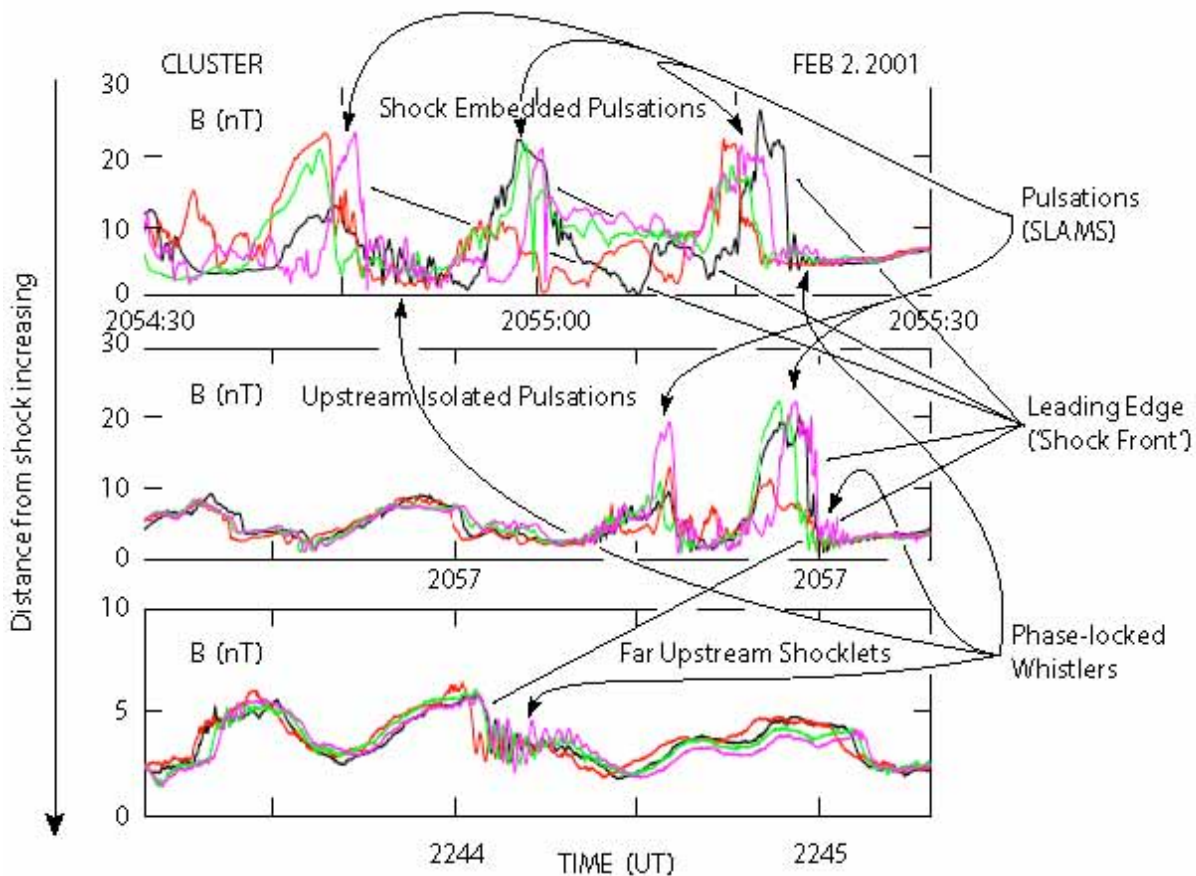 CLUSTER
FEB 2. 2001
30
B (nT)
Shock Embedded Pulsations
20
Pulsations
(SLAMS)
10
0
2054:30
2055:00
2055:30
Distance from shock increasing
30
B (nT)
Upstream Isolated Pulsations
20
Leading Edge
('Shock Front')
10
0
2057
2057
10
B (nT)
Far Upstream Shocklets
Phase-locked
Whistlers
5
0
2244
TIME (UT)
2245